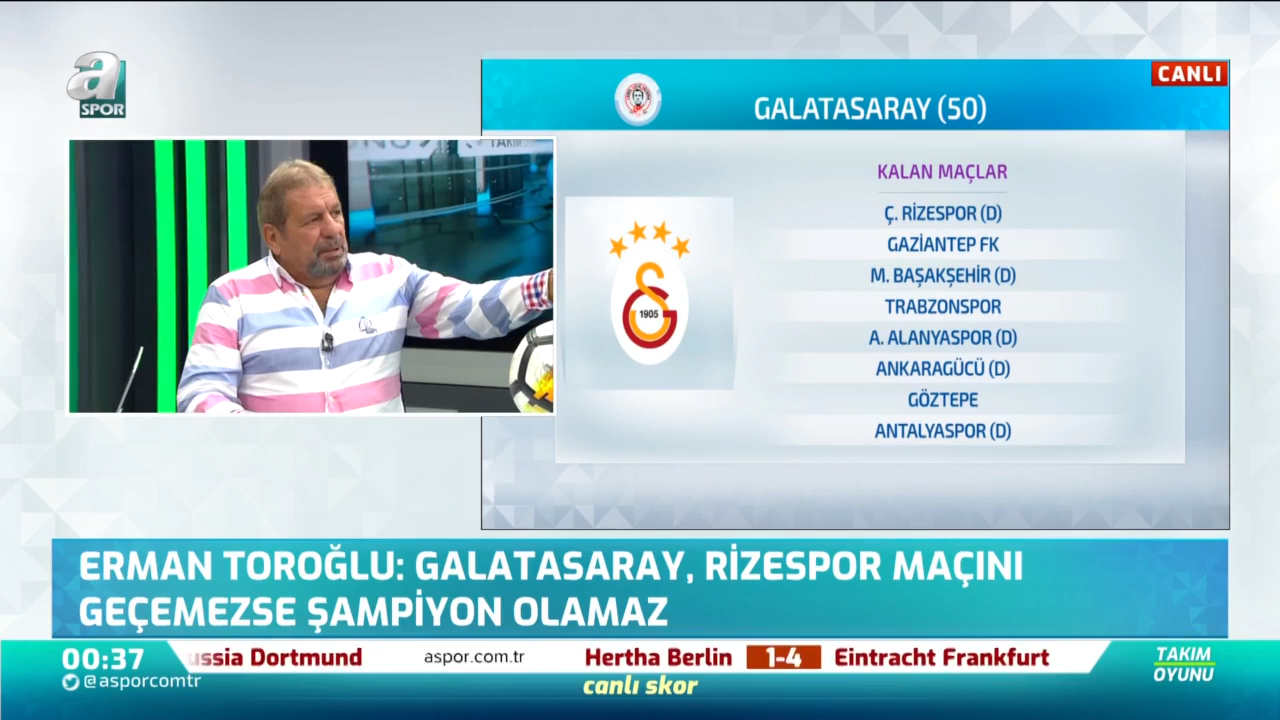 a
SPOR
CANLI
GALATASARAY (50)
KALAN MAÇLAR
Ç. RİZESPOR (D)
GAZİANTEP FK
M. BAŞAKŞEHİR (D)
TRABZONSPOR
A. ALANYASPOR (D)
ANKARAGÜCÜ (D)
GÖZTEPE
ANTALYASPOR (D)
1905
ERMAN TOROĞLU: GALATASARAY, RİZESPOR MAÇINI
GEÇEMEZSE ŞAMPİYON OLAMAZ
00:37
ussia Dortmund aspor.com.tr Hertha Berlin 1-4 Eintracht Frankfurt
@asporcomtr
canlı skor
TAKIM
OYUNU